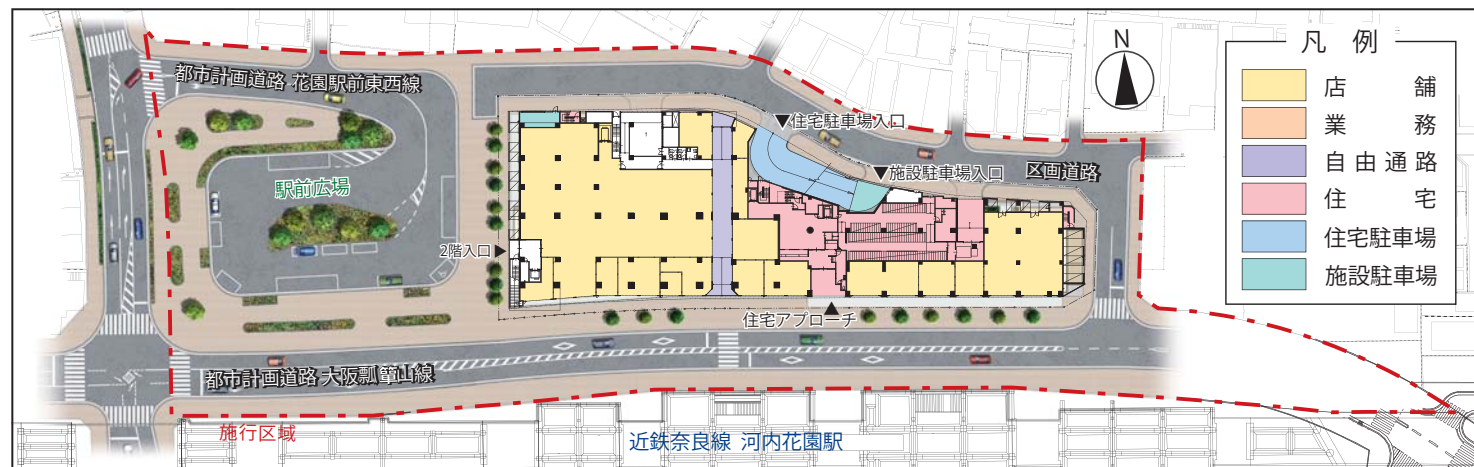 都市計画道路 花園駅前東西線
駅前広場
2階入口▶
▼住宅駐車場入口
▼施設駐車場入口
区画道路
住宅アプローチ
都市計画道路 大阪瓢簞山線
施行区域
近鉄奈良線 河内花園駅
N
凡 例
店 舗
業 務
自由通路
住 宅
住宅駐車場
施設駐車場